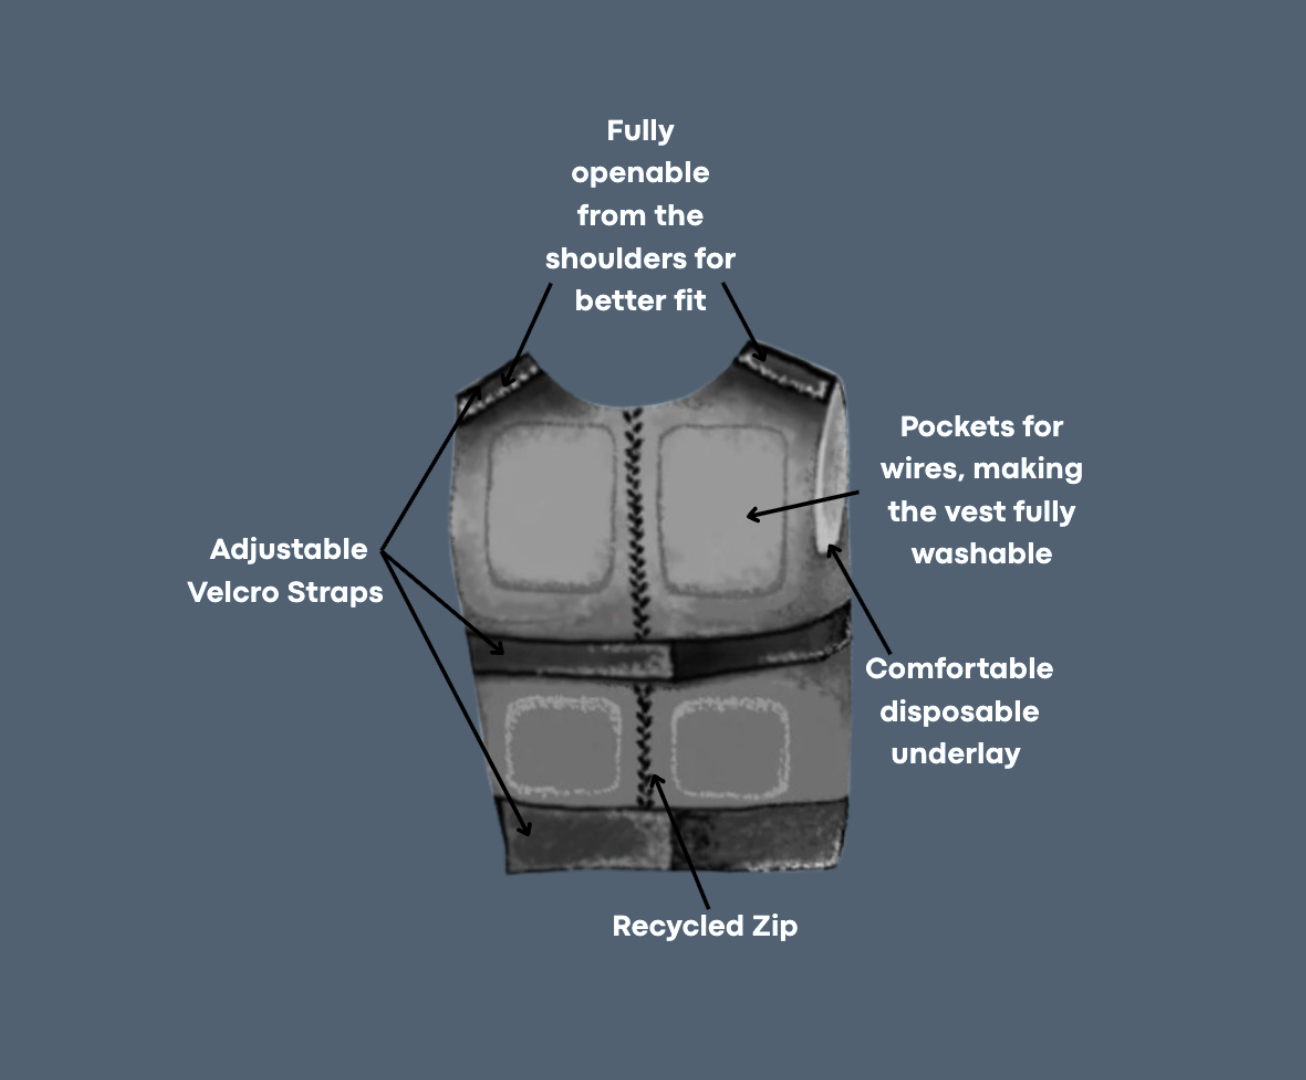 Fully
openable
from the
shoulders for
better fit
Pockets for
wires, making
the vest fully
washable
Adjustable
Velcro Straps
Comfortable
disposable
underlay
Recycled Zip